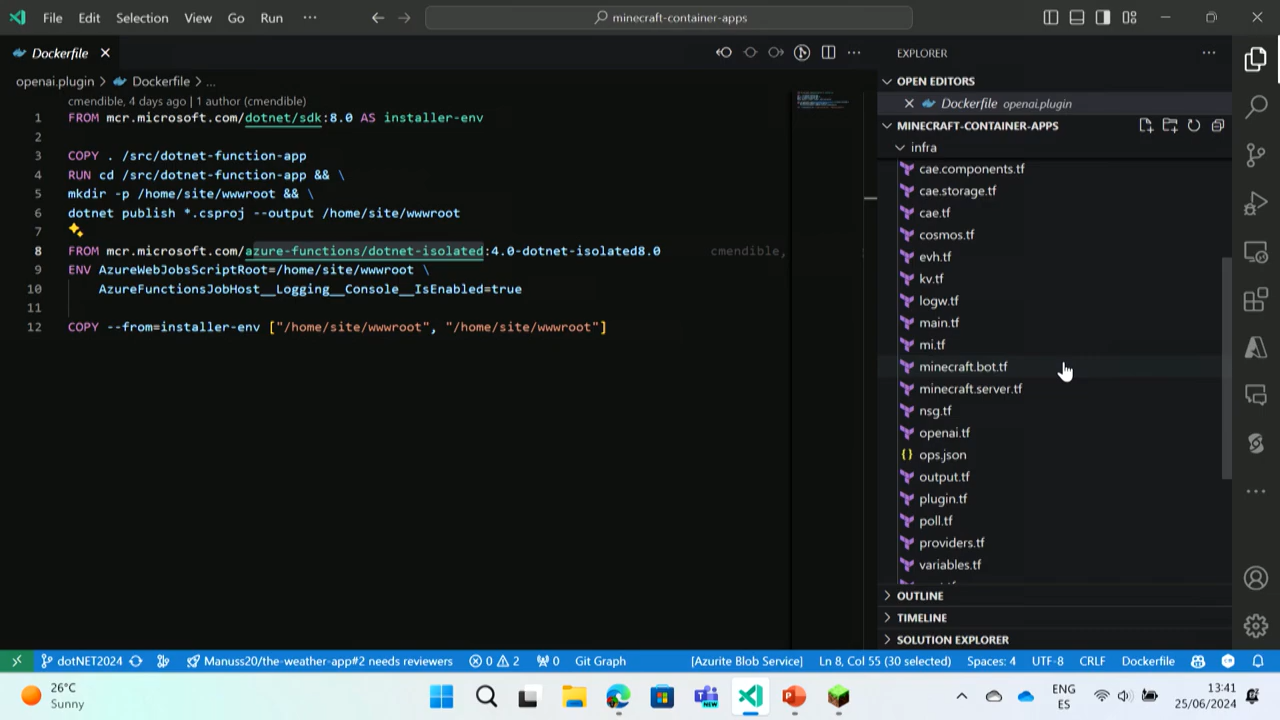 File Edit Selection View Go Run ··· minecraft-container-apps
Dockerfile
openai.plugin > Dockerfile > ...
cmendible, 4 days ago | 1 author (cmendible)
1 FROM mcr.microsoft.com/dotnet/sdk:8.0 AS installer-env
2
3 COPY . /src/dotnet-function-app
4 RUN cd /src/dotnet-function-app && \
5 mkdir -p /home/site/wwwroot && \
6 dotnet publish *.csproj --output /home/site/wwwroot
7
8 FROM mcr.microsoft.com/azure-functions/dotnet-isolated:4.0-dotnet-isolated8.0 cmendible,
9 ENV AzureWebJobsScriptRoot=/home/site/wwwroot \
10 AzureFunctionsJobHost__Logging__Console__IsEnabled=true
11
12 COPY --from=installer-env ["/home/site/wwwroot", "/home/site/wwwroot"]
EXPLORER
OPEN EDITORS
Dockerfile openai.plugin
MINECRAFT-CONTAINER-APPS
infra
cae.components.tf
cae.storage.tf
cae.tf
cosmos.tf
evh.tf
kv.tf
logw.tf
main.tf
mi.tf
minecraft.bot.tf
minecraft.server.tf
nsg.tf
openai.tf
{} ops.json
output.tf
plugin.tf
poll.tf
providers.tf
variables.tf
OUTLINE
TIMELINE
SOLUTION EXPLORER
dotNET2024 Manuss20/the-weather-app#2 needs reviewers 0 2 0 Git Graph [Azurite Blob Service] Ln 8, Col 55 (30 selected) Spaces: 4 UTF-8 CRLF Dockerfile
26°C
Sunny
NEW
ENG
ES
13:41
25/06/2024